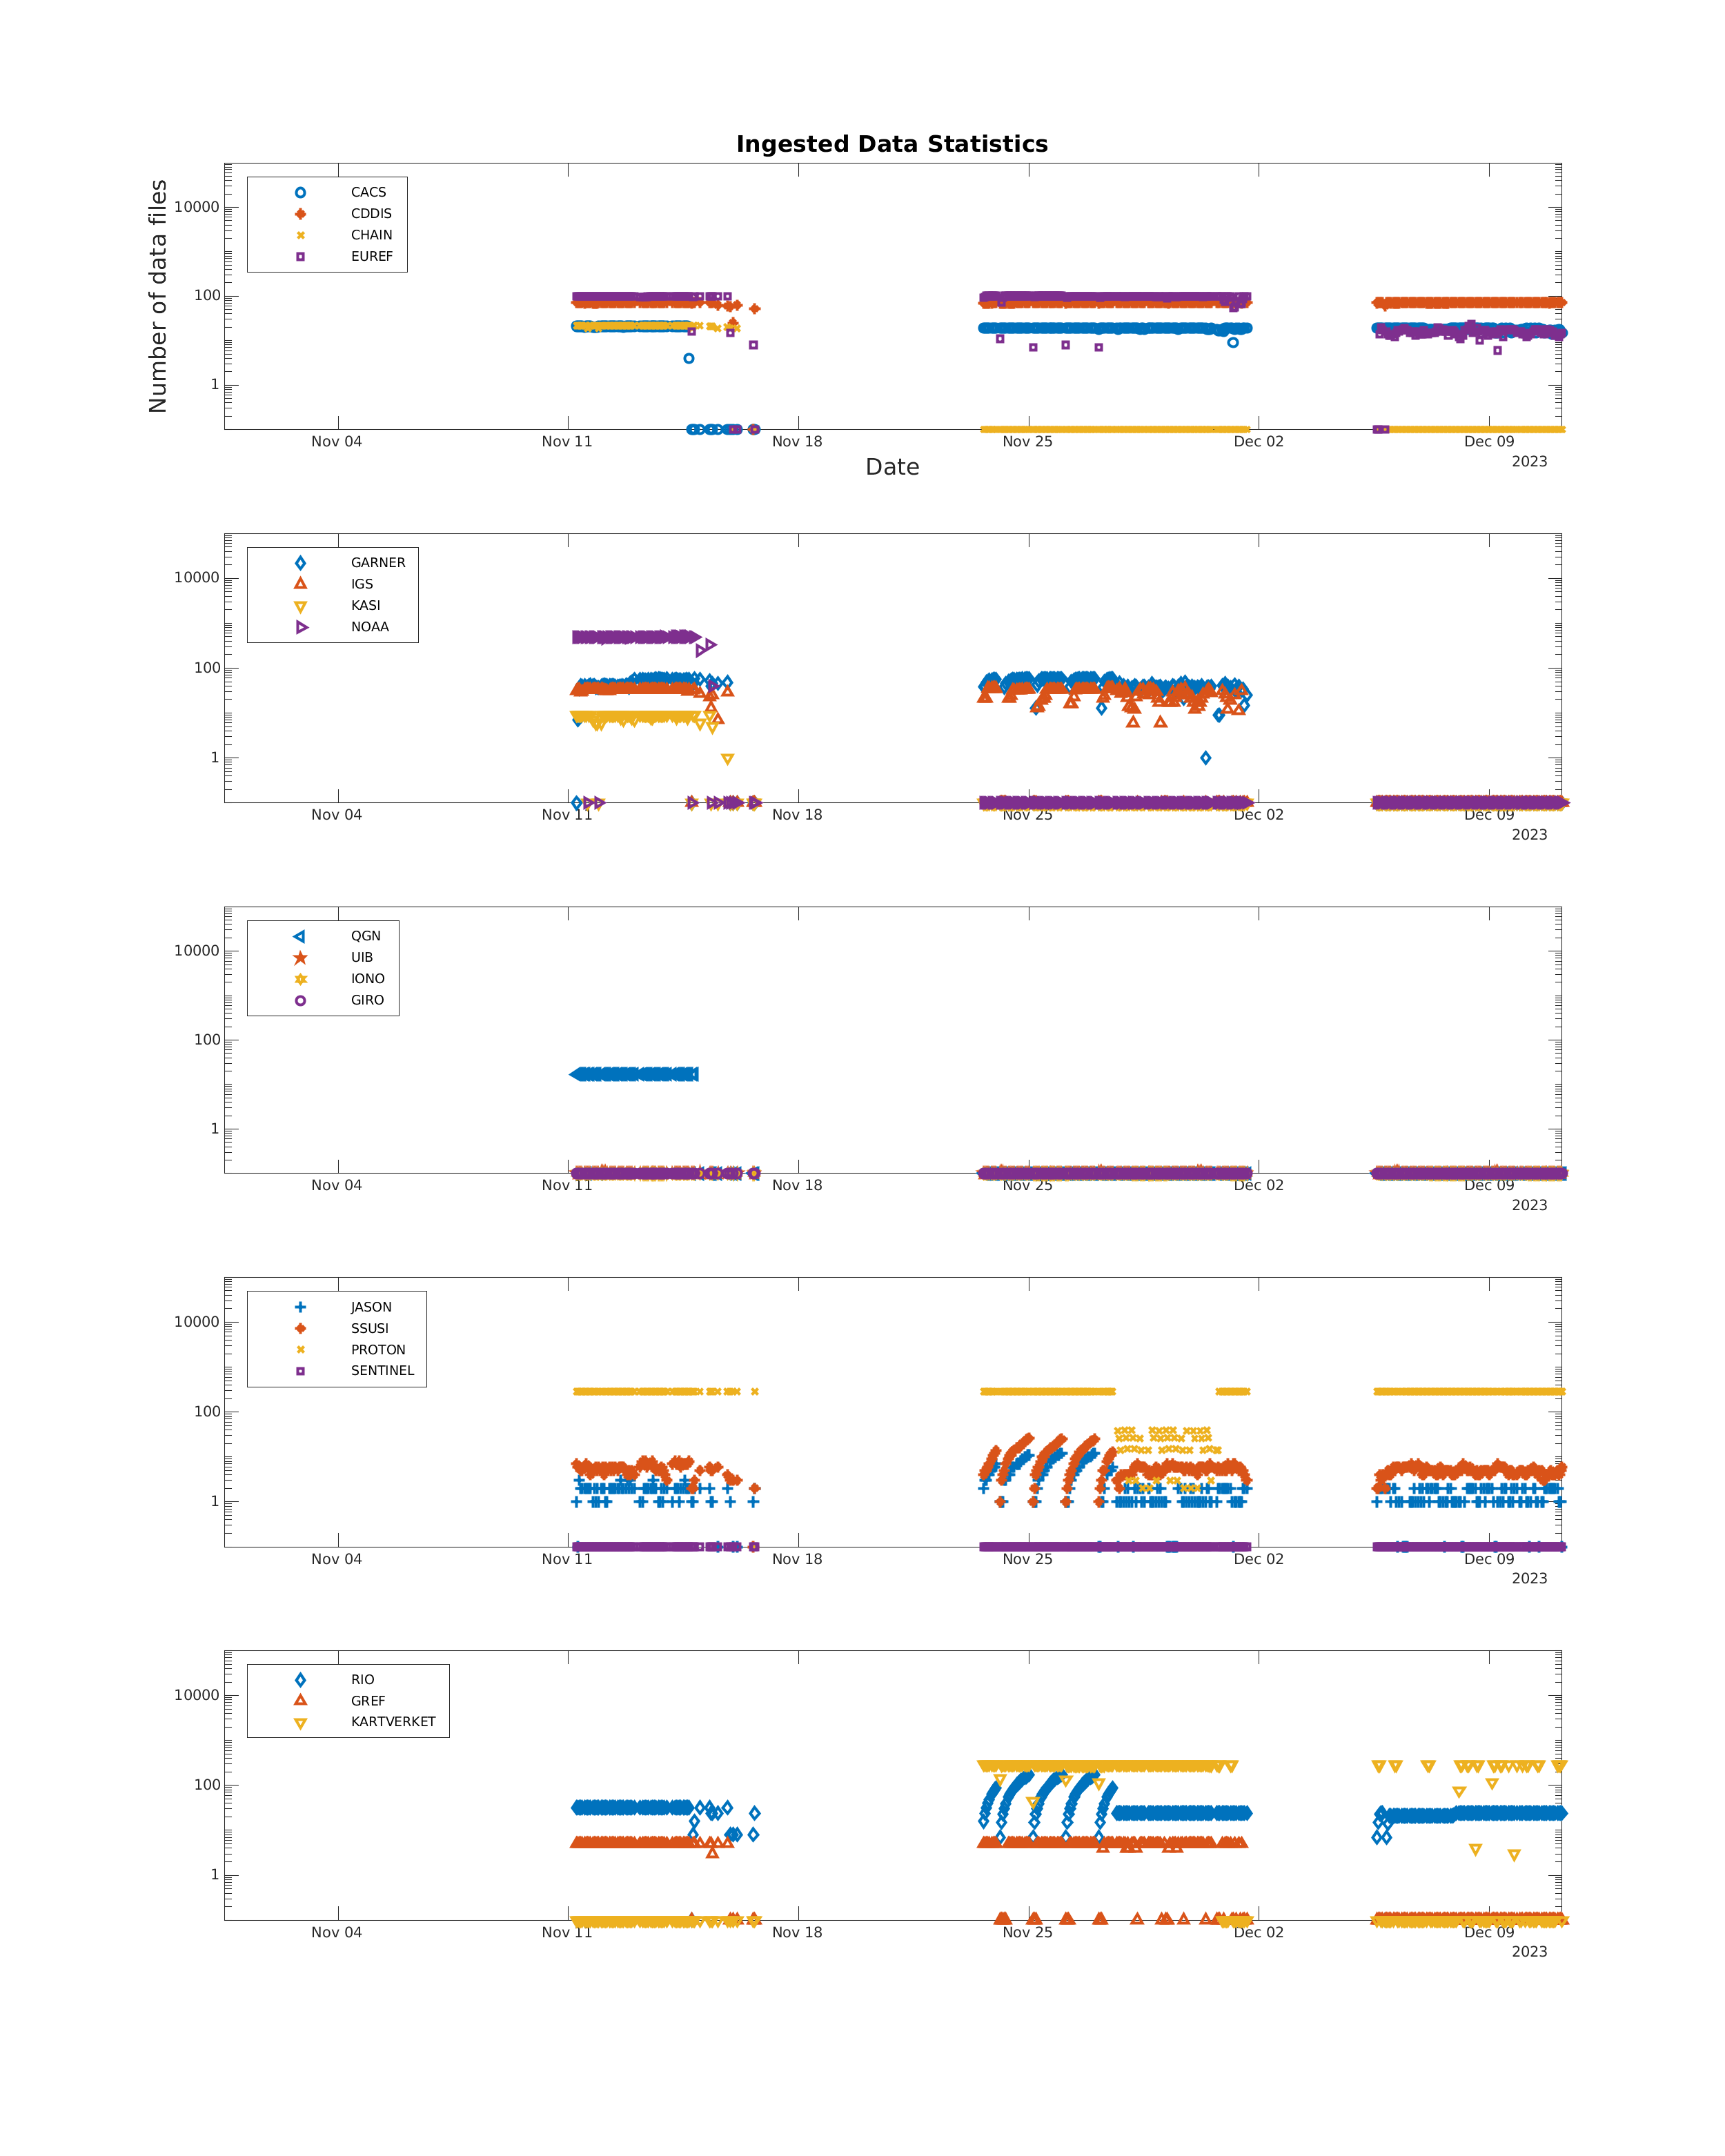 Ingested Data Statistics
Number of data files
10000
100
1
CACS
CDDIS
CHAIN
EUREF
Nov 04 Nov 11 Nov 18 Nov 25 Dec 02 Dec 09
2023
Date
10000
100
1
GARNER
IGS
KASI
NOAA
Nov 04 Nov 11 Nov 18 Nov 25 Dec 02 Dec 09
2023
10000
100
1
QGN
UIB
IONO
GIRO
Nov 04 Nov 11 Nov 18 Nov 25 Dec 02 Dec 09
2023
10000
100
1
JASON
SSUSI
PROTON
SENTINEL
Nov 04 Nov 11 Nov 18 Nov 25 Dec 02 Dec 09
2023
10000
100
1
RIO
GREF
KARTVERKET
Nov 04 Nov 11 Nov 18 Nov 25 Dec 02 Dec 09
2023